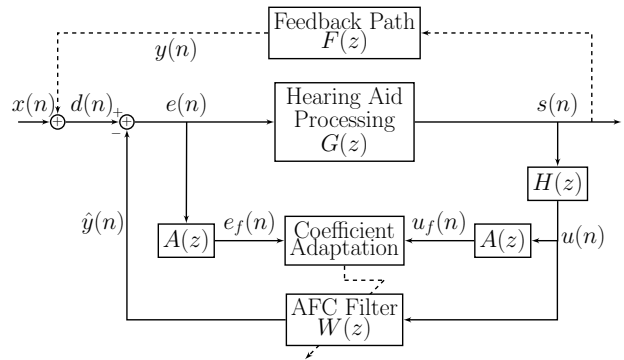 Feedback Path
F(z)
y(n)
x(n)
d(n)
+
+
−
e(n)
Hearing Aid
Processing
G(z)
s(n)
H(z)
ŷ(n)
A(z)
e_f(n)
Coefficient
Adaptation
u_f(n)
A(z)
u(n)
AFC Filter
W(z)